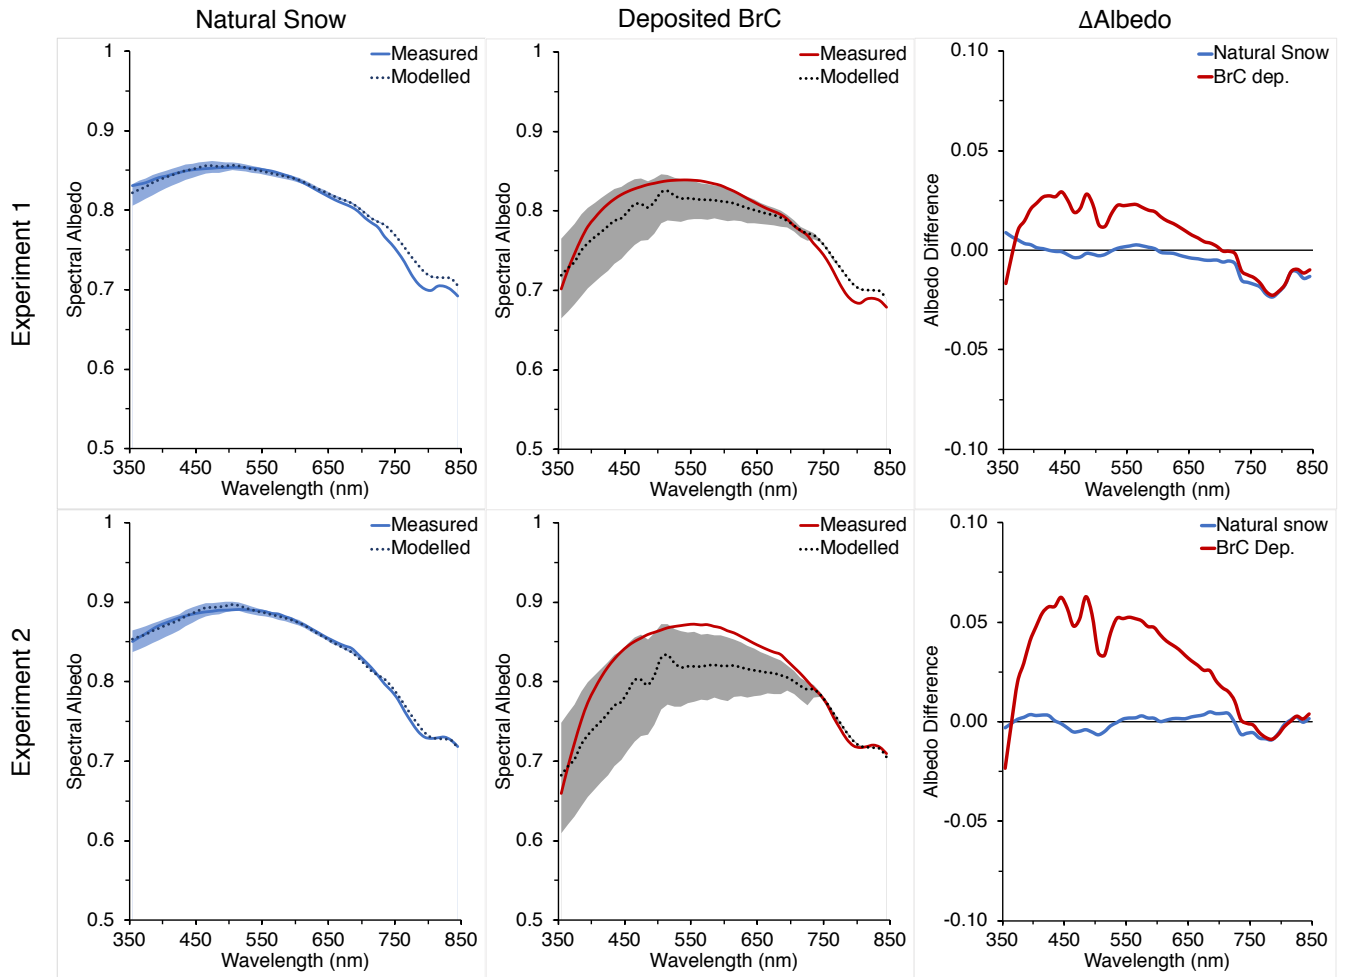 Natural Snow
Deposited BrC
ΔAlbedo
Experiment 1
Spectral Albedo
1
0.9
0.8
0.7
0.6
0.5
Measured
Modelled
350 450 550 650 750 850
Wavelength (nm)
Spectral Albedo
1
0.9
0.8
0.7
0.6
0.5
Measured
Modelled
350 450 550 650 750 850
Wavelength (nm)
Albedo Difference
0.10
0.05
0.00
-0.05
-0.10
Natural Snow
BrC dep.
350 450 550 650 750 850
Wavelength (nm)
Experiment 2
Spectral Albedo
1
0.9
0.8
0.7
0.6
0.5
Measured
Modelled
350 450 550 650 750 850
Wavelength (nm)
Spectral Albedo
1
0.9
0.8
0.7
0.6
0.5
Measured
Modelled
350 450 550 650 750 850
Wavelength (nm)
Albedo Difference
0.10
0.05
0.00
-0.05
-0.10
Natural snow
BrC Dep.
350 450 550 650 750 850
Wavelength (nm)